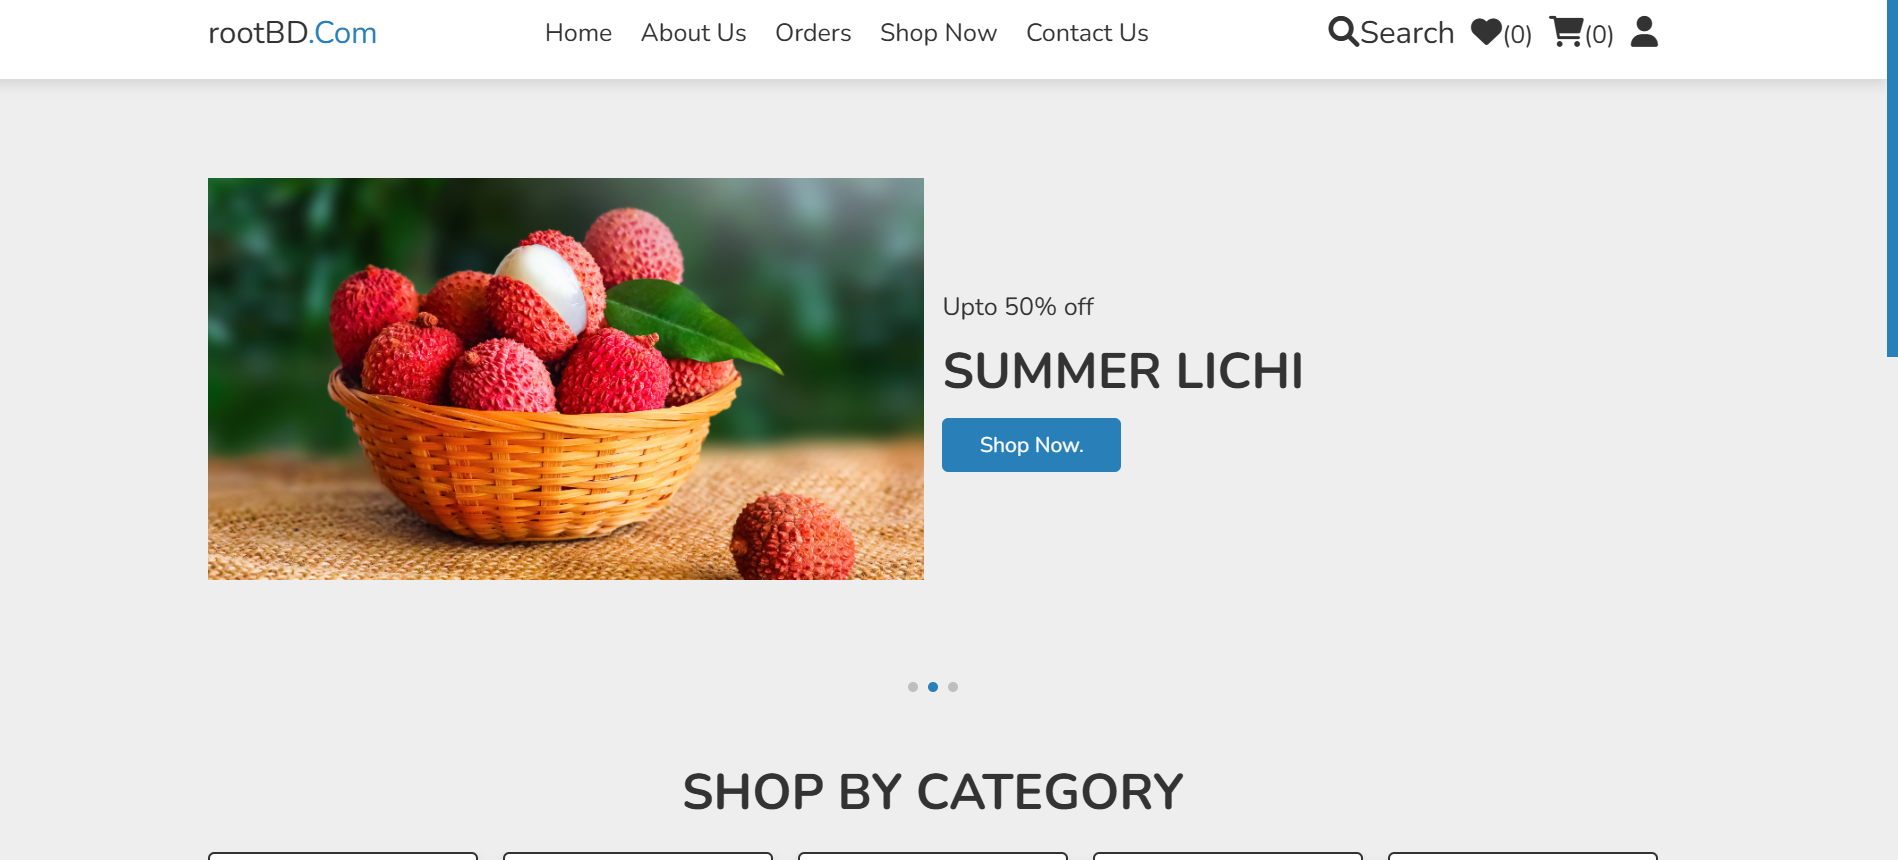 rootBD.Com
Home About Us Orders Shop Now Contact Us
Search (0) (0)
Upto 50% off
SUMMER LICHI
Shop Now.
SHOP BY CATEGORY